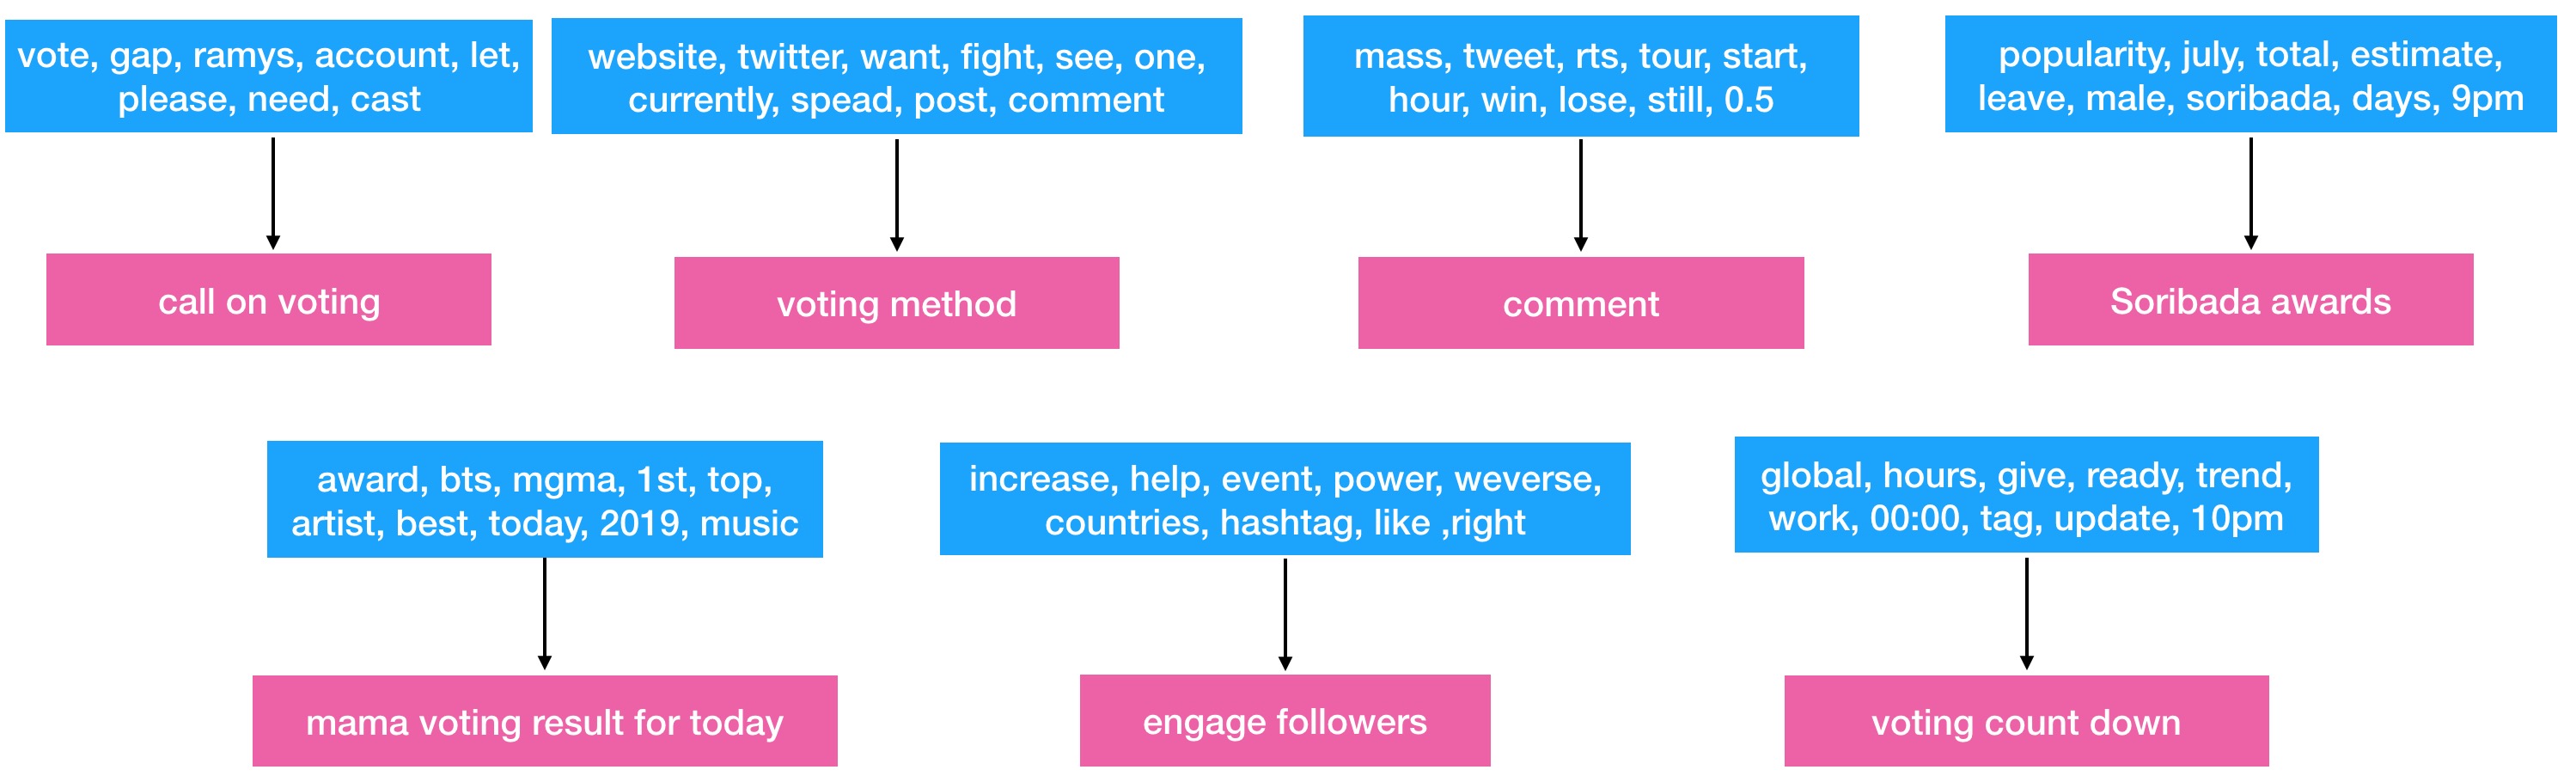 vote, gap, ramys, account, let,
please, need, cast
website, twitter, want, fight, see, one,
currently, spead, post, comment
mass, tweet, rts, tour, start,
hour, win, lose, still, 0.5
popularity, july, total, estimate,
leave, male, soribada, days, 9pm
call on voting
voting method
comment
Soribada awards
award, bts, mgma, 1st, top,
artist, best, today, 2019, music
increase, help, event, power, weverse,
countries, hashtag, like ,right
global, hours, give, ready, trend,
work, 00:00, tag, update, 10pm
mama voting result for today
engage followers
voting count down